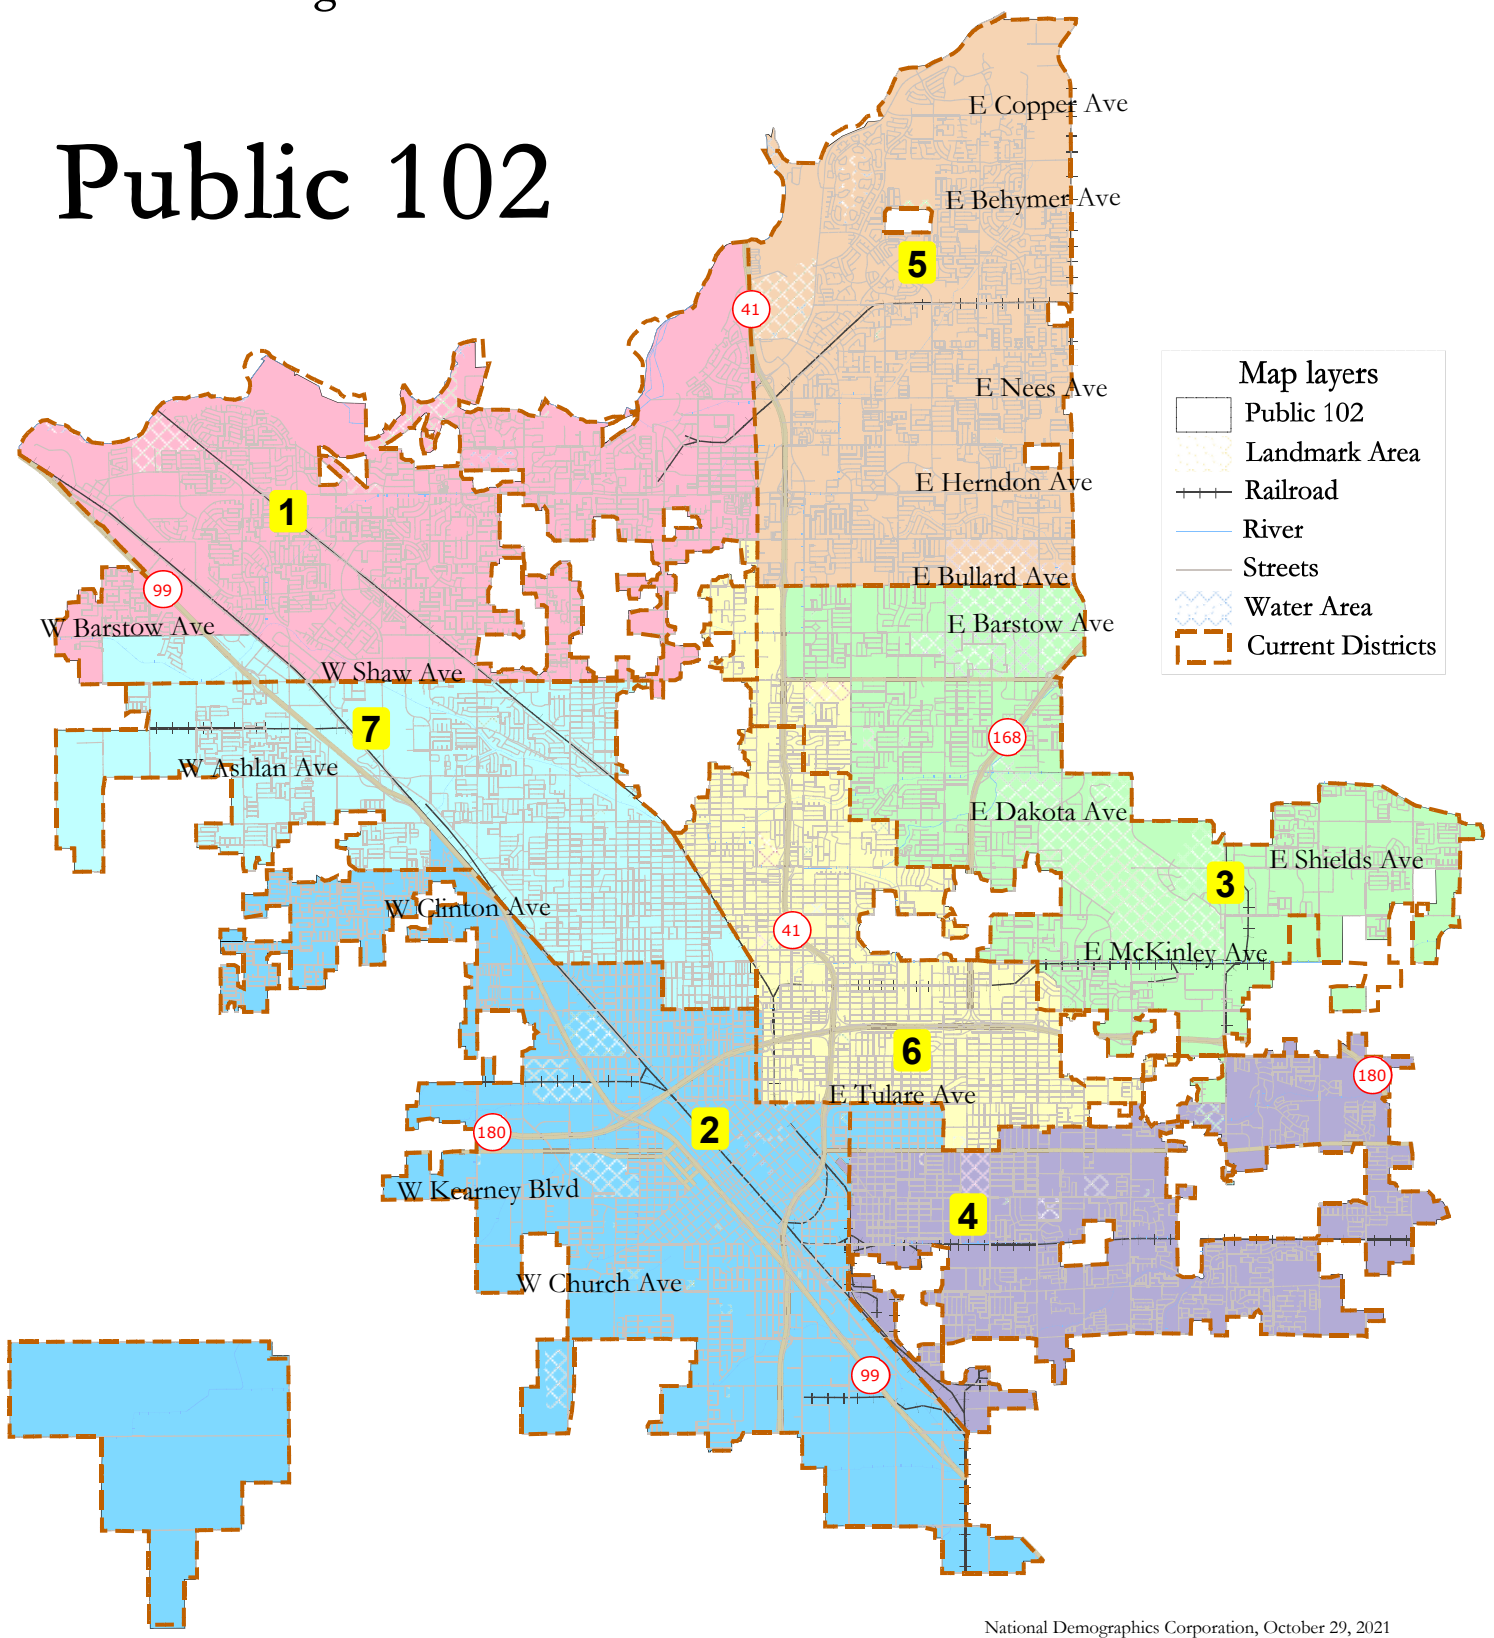 Public 102
E Copper Ave
E Behymer Ave
5
41
E Nees Ave
Map layers
Public 102
Landmark Area
Railroad
River
Streets
Water Area
Current Districts
E Herndon Ave
1
99
E Bullard Ave
W Barstow Ave
E Barstow Ave
W Shaw Ave
7
168
W Ashlan Ave
E Dakota Ave
E Shields Ave
3
W Clinton Ave
41
E McKinley Ave
6
180
E Tulare Ave
180
2
W Kearney Blvd
4
W Church Ave
99
National Demographics Corporation, October 29, 2021